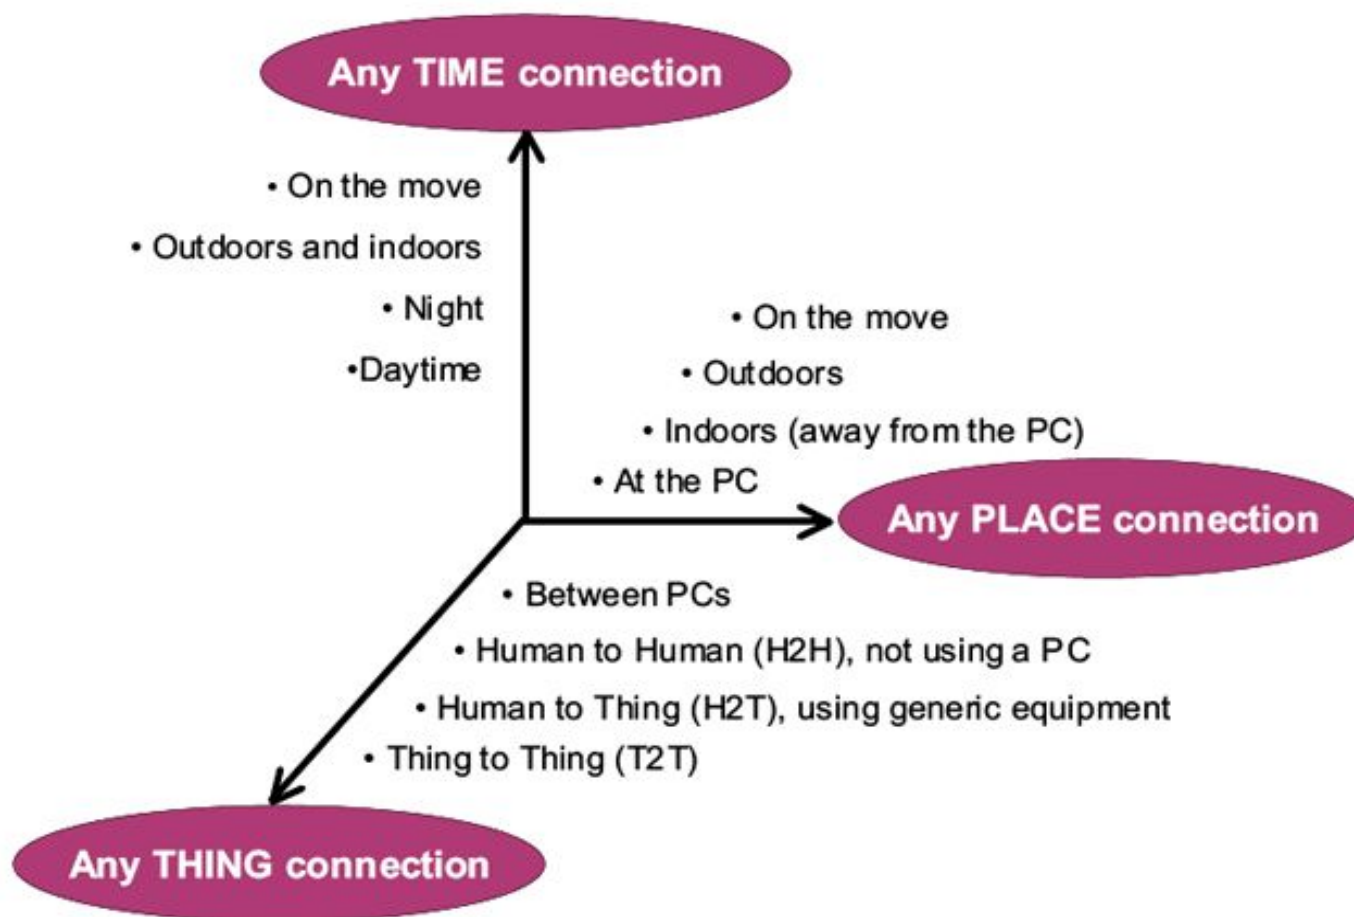 Any TIME connection
• On the move
• Outdoors and indoors
• Night
•Daytime
• On the move
• Outdoors
• Indoors (away from the PC)
• At the PC
Any PLACE connection
• Between PCs
• Human to Human (H2H), not using a PC
• Human to Thing (H2T), using generic equipment
• Thing to Thing (T2T)
Any THING connection